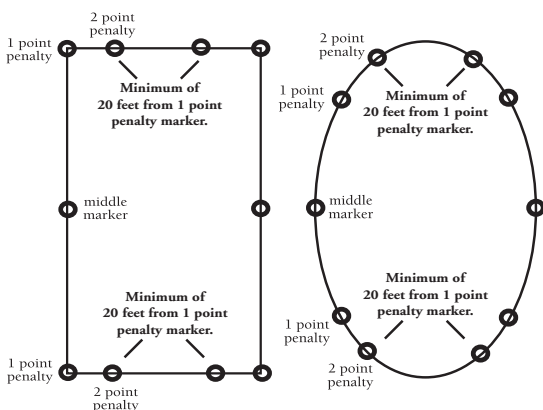 2 point
penalty
1 point
penalty
Minimum of
20 feet from 1 point
penalty marker.
middle
marker
Minimum of
20 feet from 1 point
penalty marker.
1 point
penalty
2 point
penalty
2 point
penalty
1 point
penalty
Minimum of
20 feet from 1 point
penalty marker.
middle
marker
Minimum of
20 feet from 1 point
penalty marker.
1 point
penalty
2 point
penalty